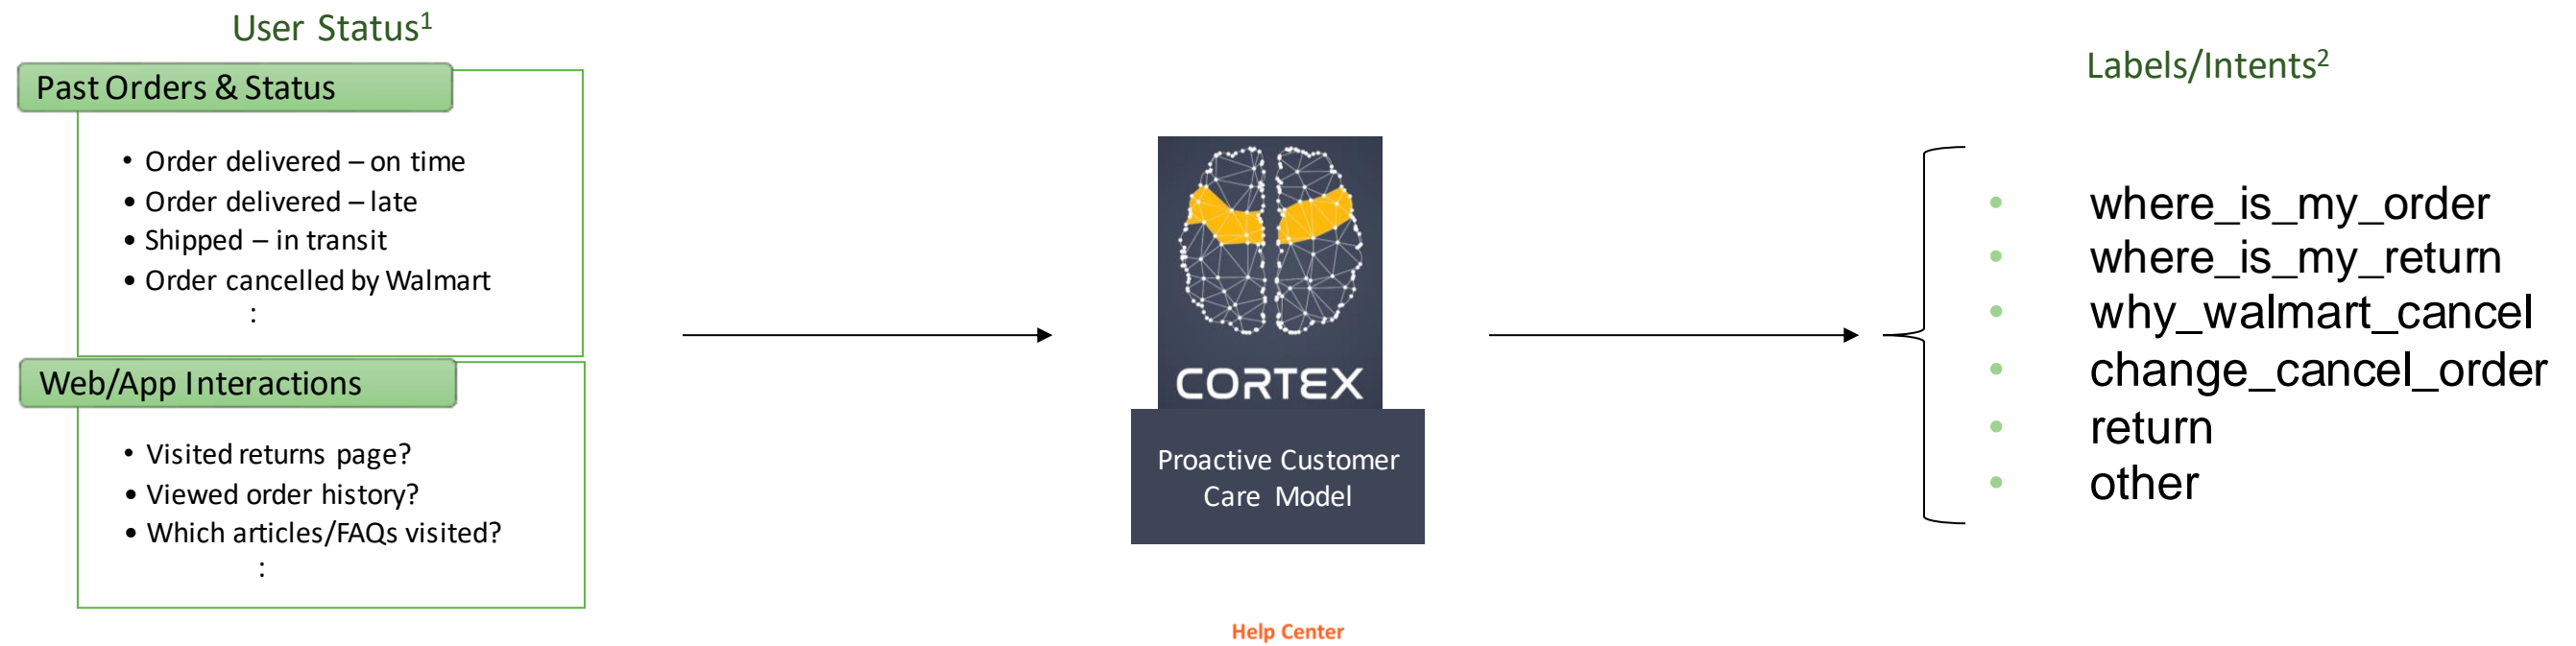 User Status¹
Past Orders & Status
• Order delivered – on time
• Order delivered – late
• Shipped – in transit
• Order cancelled by Walmart
:
Web/App Interactions
• Visited returns page?
• Viewed order history?
• Which articles/FAQs visited?
:
CORTEX
Proactive Customer
Care Model
Help Center
Labels/Intents²
• where_is_my_order
• where_is_my_return
• why_walmart_cancel
• change_cancel_order
• return
• other